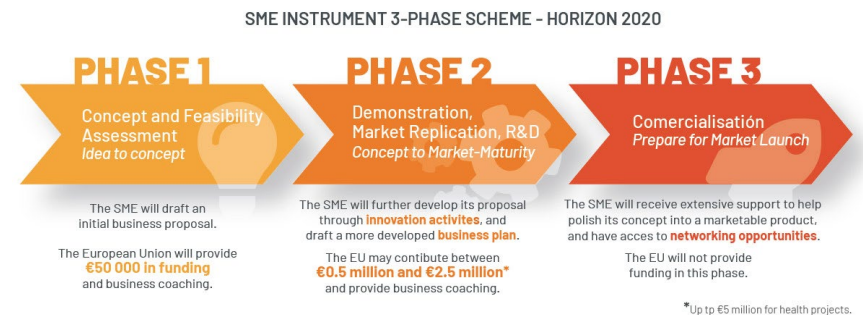 SME INSTRUMENT 3-PHASE SCHEME - HORIZON 2020
PHASE 1
Concept and Feasibility
Assessment
Idea to concept
The SME will draft an
initial business proposal.
The European Union will provide
€50 000 in funding
and business coaching.
PHASE 2
Demonstration,
Market Replication, R&D
Concept to Market-Maturity
The SME will further develop its proposal
through innovation activites, and
draft a more developed business plan.
The EU may contibute between
€0.5 million and €2.5 million*
and provide business coaching.
PHASE 3
Comercialisatión
Prepare for Market Launch
The SME will receive extensive support to help
polish its concept into a marketable product,
and have acces to networking opportunities.
The EU will not provide
funding in this phase.
*Up tp €5 million for health projects.